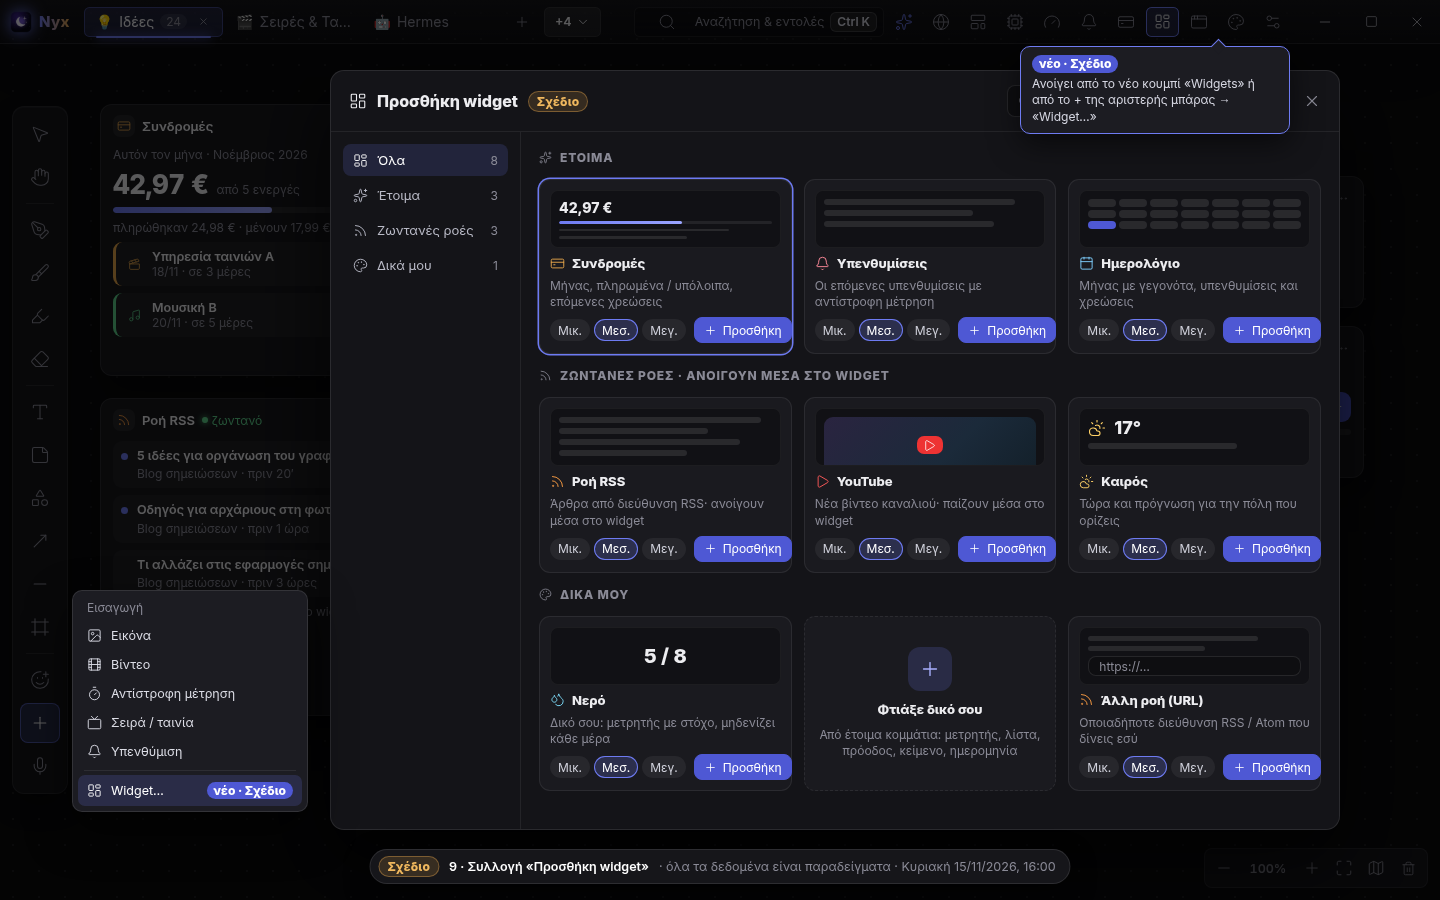 Nyx
Ιδέες 24
Σειρές & Τα...
Hermes
+4
Αναζήτηση & εντολές Ctrl K
νέο · Σχέδιο
Ανοίγει από το νέο κουμπί «Widgets» ή
από το + της αριστερής μπάρας →
«Widget...»
Προσθήκη widget Σχέδιο
Συνδρομές
Αυτόν τον μήνα · Νοέμβριος 2026
42,97 € από 5 ενεργές
πληρώθηκαν 24,98 € · μένουν 17,99 €
Υπηρεσία ταινιών Α
18/11 · σε 3 μέρες
Μουσική Β
20/11 · σε 5 μέρες
Ροή RSS ζωντανό
5 ιδέες για οργάνωση του γραφ
Blog σημειώσεων · πριν 20'
Οδηγός για αρχάριους στη φωτ
Blog σημειώσεων · πριν 1 ώρα
Τι αλλάζει στις εφαρμογές σημ
Blog σημειώσεων · πριν 3 ώρες
Εισαγωγή
Εικόνα
Βίντεο
Αντίστροφη μέτρηση
Σειρά / ταινία
Υπενθύμιση
Widget... νέο · Σχέδιο
Όλα 8
Έτοιμα 3
Ζωντανές ροές 3
Δικά μου 1
ΕΤΟΙΜΑ
42,97 €
Συνδρομές
Μήνας, πληρωμένα / υπόλοιπα,
επόμενες χρεώσεις
Μικ. Μεσ. Μεγ. Προσθήκη
Υπενθυμίσεις
Οι επόμενες υπενθυμίσεις με
αντίστροφη μέτρηση
Μικ. Μεσ. Μεγ. Προσθήκη
Ημερολόγιο
Μήνας με γεγονότα, υπενθυμίσεις και
χρεώσεις
Μικ. Μεσ. Μεγ. Προσθήκη
ΖΩΝΤΑΝΕΣ ΡΟΕΣ · ΑΝΟΙΓΟΥΝ ΜΕΣΑ ΣΤΟ WIDGET
Ροή RSS
Άρθρα από διεύθυνση RSS· ανοίγουν
μέσα στο widget
Μικ. Μεσ. Μεγ. Προσθήκη
YouTube
Νέα βίντεο καναλιού· παίζουν μέσα στο
widget
Μικ. Μεσ. Μεγ. Προσθήκη
17°
Καιρός
Τώρα και πρόγνωση για την πόλη που
ορίζεις
Μικ. Μεσ. Μεγ. Προσθήκη
ΔΙΚΑ ΜΟΥ
5 / 8
Νερό
Δικό σου: μετρητής με στόχο, μηδενίζει
κάθε μέρα
Μικ. Μεσ. Μεγ. Προσθήκη
Φτιάξε δικό σου
Από έτοιμα κομμάτια: μετρητής, λίστα,
πρόοδος, κείμενο, ημερομηνία
https://...
Άλλη ροή (URL)
Οποιαδήποτε διεύθυνση RSS / Atom που
δίνεις εσύ
Μικ. Μεσ. Μεγ. Προσθήκη
Σχέδιο 9 · Συλλογή «Προσθήκη widget» · όλα τα δεδομένα είναι παραδείγματα · Κυριακή 15/11/2026, 16:00
100%